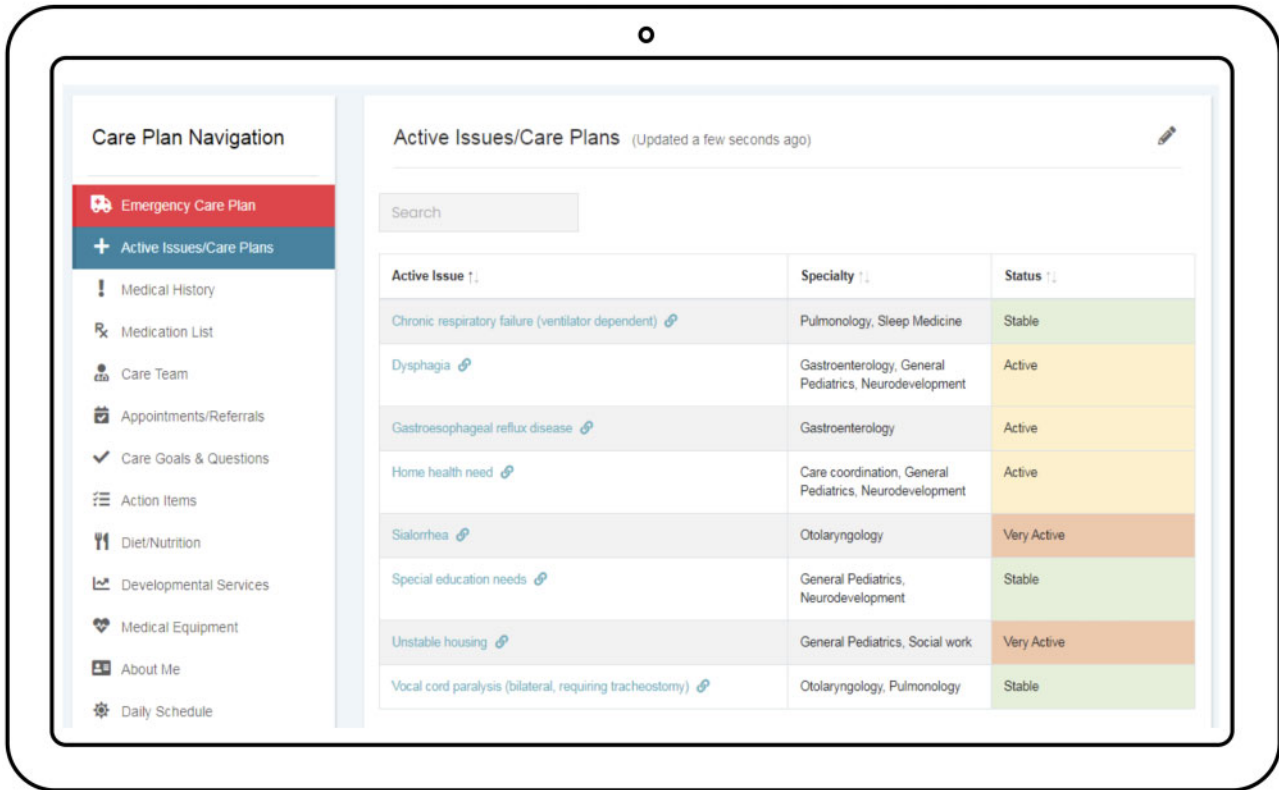 Care Plan Navigation
Emergency Care Plan
Active Issues/Care Plans
Medical History
Medication List
Care Team
Appointments/Referrals
Care Goals & Questions
Action Items
Diet/Nutrition
Developmental Services
Medical Equipment
About Me
Daily Schedule
Active Issues/Care Plans (Updated a few seconds ago)
Search
Active Issue Specialty Status
Chronic respiratory failure (ventilator dependent) Pulmonology, Sleep Medicine Stable
Dysphagia Gastroenterology, General Active
Pediatrics, Neurodevelopment
Gastroesophageal reflux disease Gastroenterology Active
Home health need Care coordination, General Active
Pediatrics, Neurodevelopment
Sialorrhea Otolaryngology Very Active
Special education needs General Pediatrics, Stable
Neurodevelopment
Unstable housing General Pediatrics, Social work Very Active
Vocal cord paralysis (bilateral, requiring tracheostomy) Otolaryngology, Pulmonology Stable